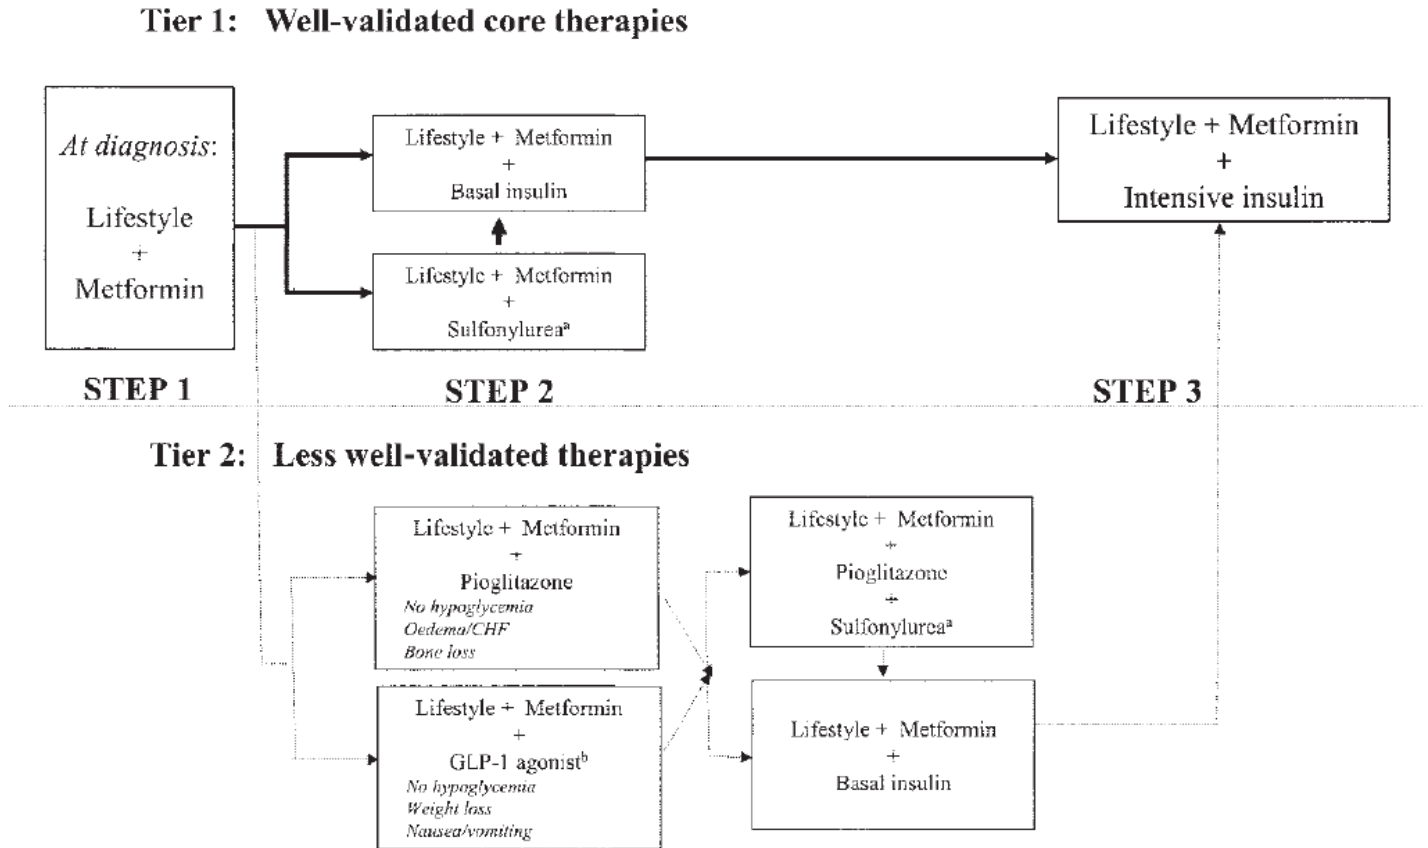 Tier 1: Well-validated core therapies
At diagnosis:
Lifestyle
+
Metformin
Lifestyle + Metformin
+
Basal insulin
Lifestyle + Metformin
+
Sulfonylureaᵃ
Lifestyle + Metformin
+
Intensive insulin
STEP 1
STEP 2
STEP 3
Tier 2: Less well-validated therapies
Lifestyle + Metformin
+
Pioglitazone
No hypoglycemia
Oedema/CHF
Bone loss
Lifestyle + Metformin
+
GLP-1 agonistᵇ
No hypoglycemia
Weight loss
Nausea/vomiting
Lifestyle + Metformin
+
Pioglitazone
+
Sulfonylureaᵃ
Lifestyle + Metformin
+
Basal insulin